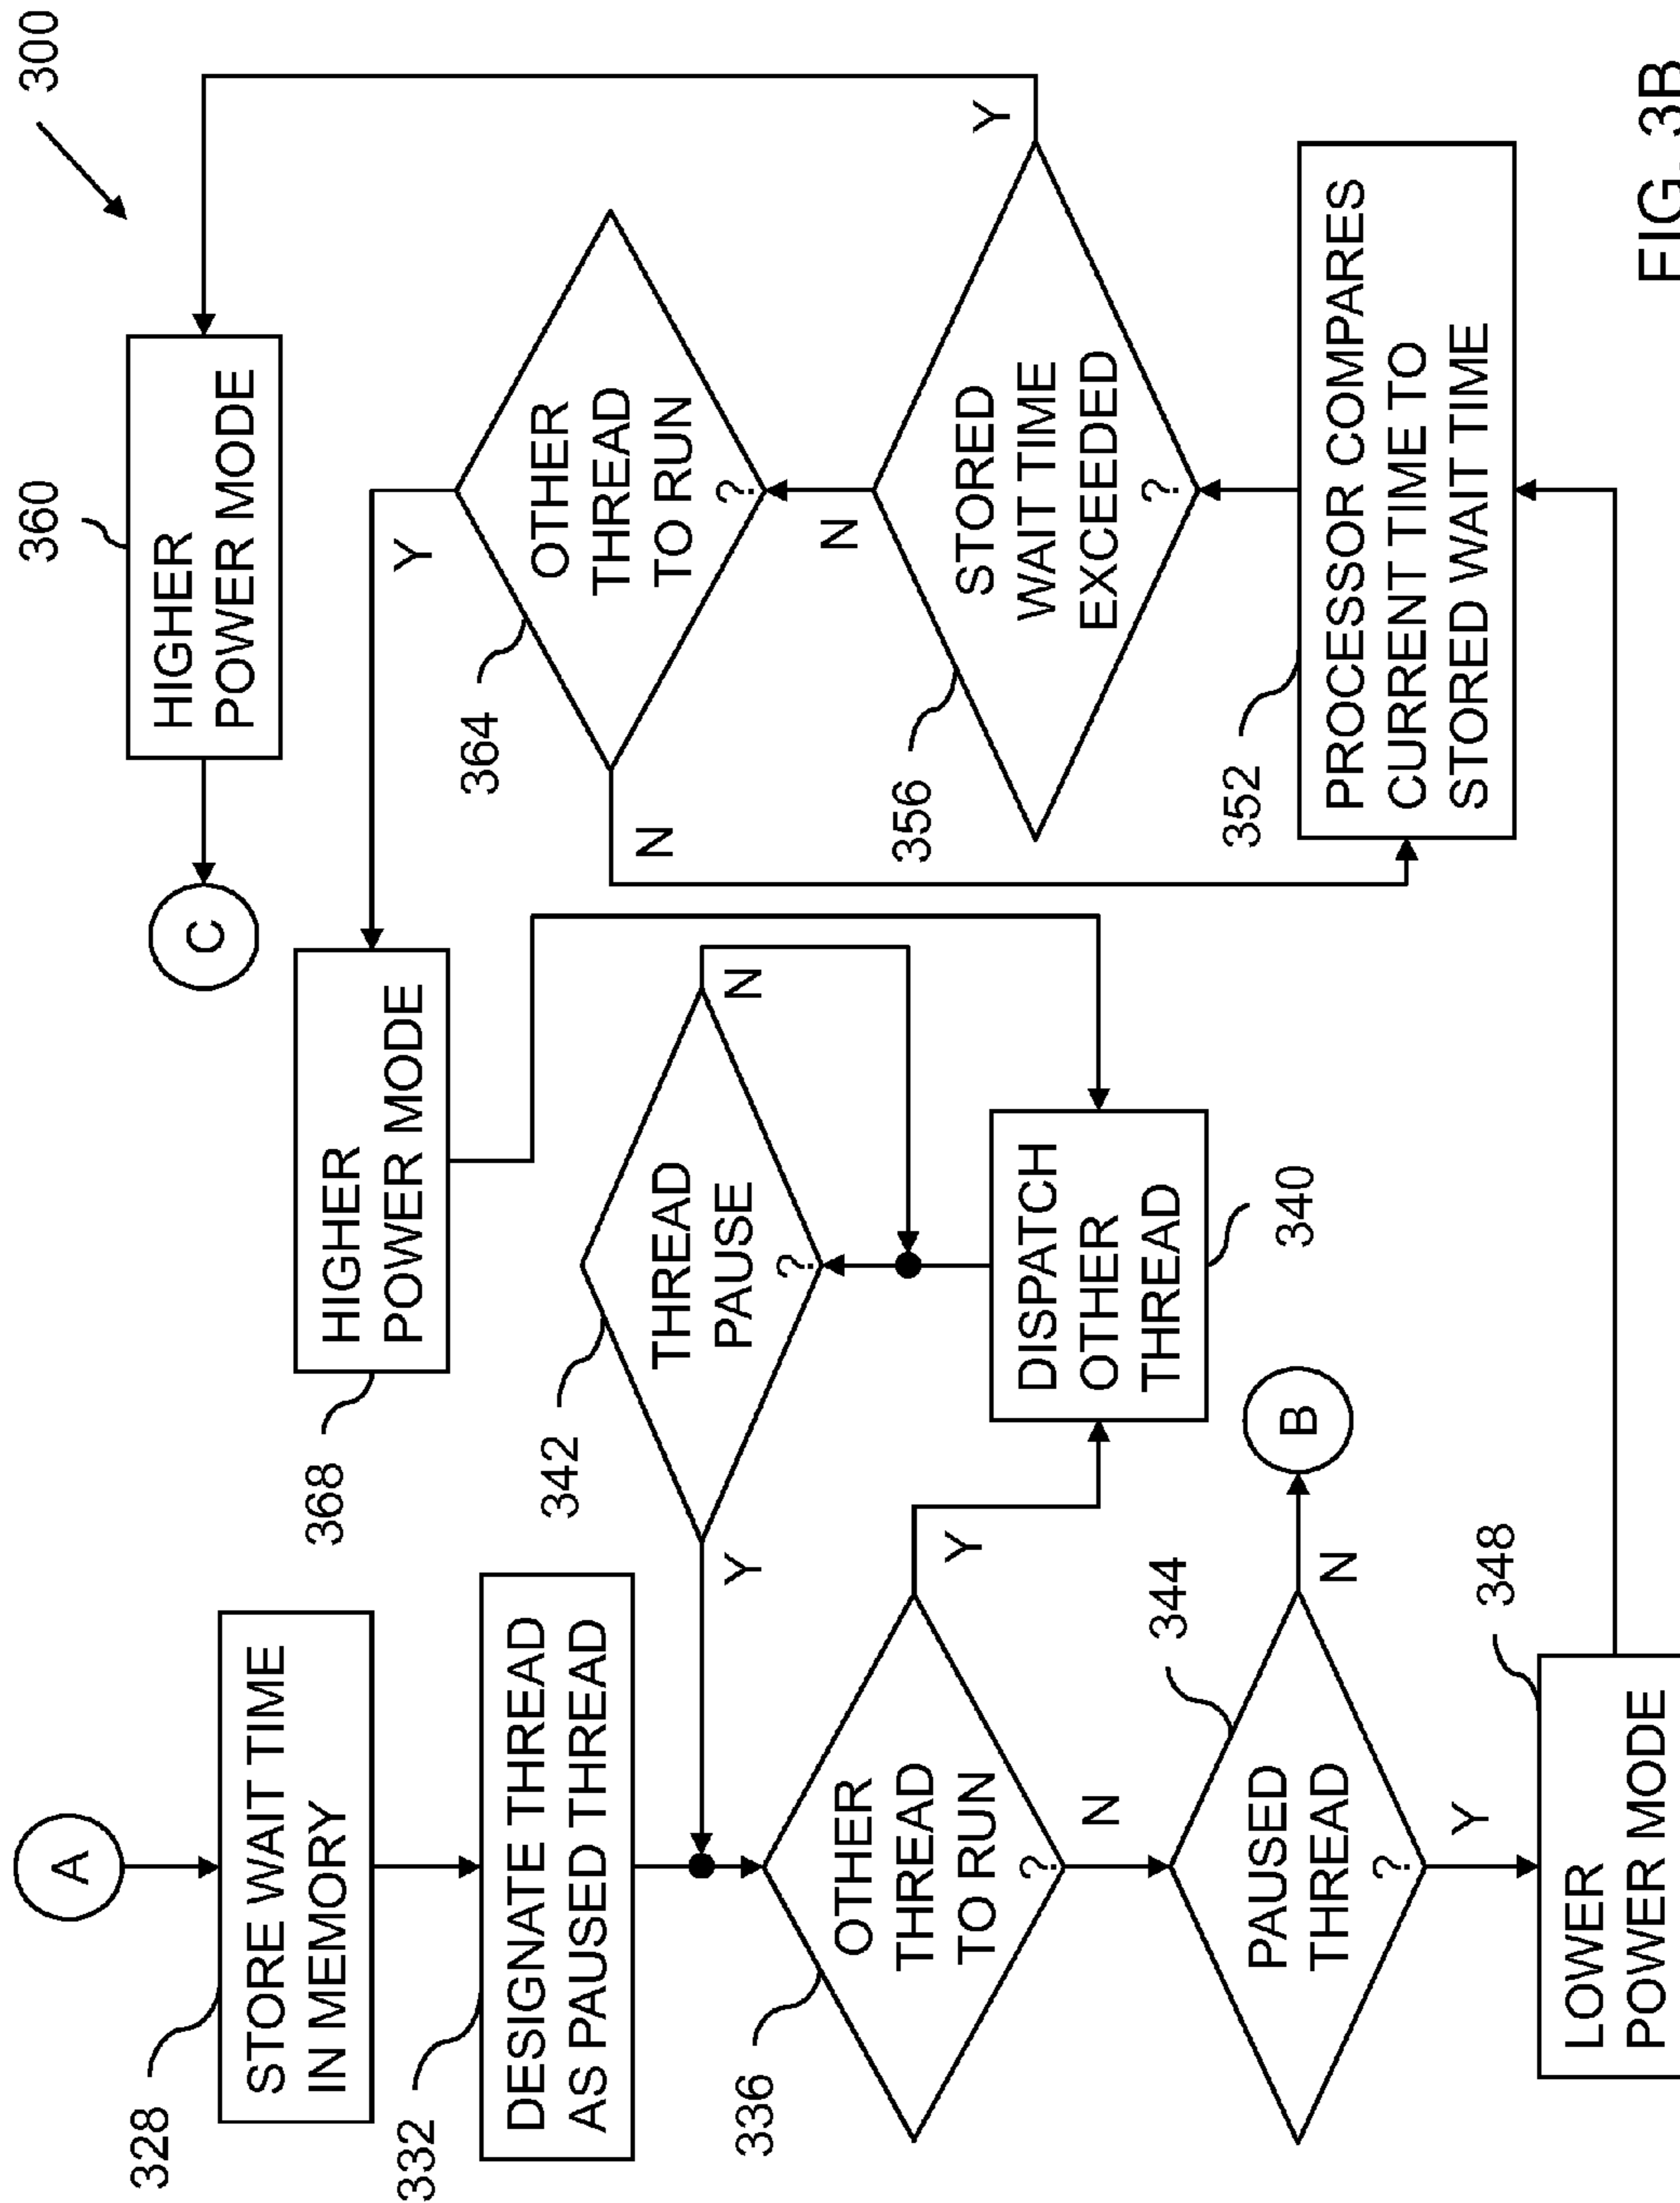 300
A
328
STORE WAIT TIME
IN MEMORY
332
DESIGNATE THREAD
AS PAUSED THREAD
336
OTHER
THREAD
TO RUN
?
Y
N
344
PAUSED
THREAD
?
N
B
Y
348
LOWER
POWER MODE
368
HIGHER
POWER MODE
342
THREAD
PAUSE
?
Y
N
DISPATCH
OTHER
THREAD
340
C
360
HIGHER
POWER MODE
Y
364
OTHER
THREAD
TO RUN
?
N
N
356
STORED
WAIT TIME
EXCEEDED
?
Y
352
PROCESSOR COMPARES
CURRENT TIME TO
STORED WAIT TIME
FIG. 3B